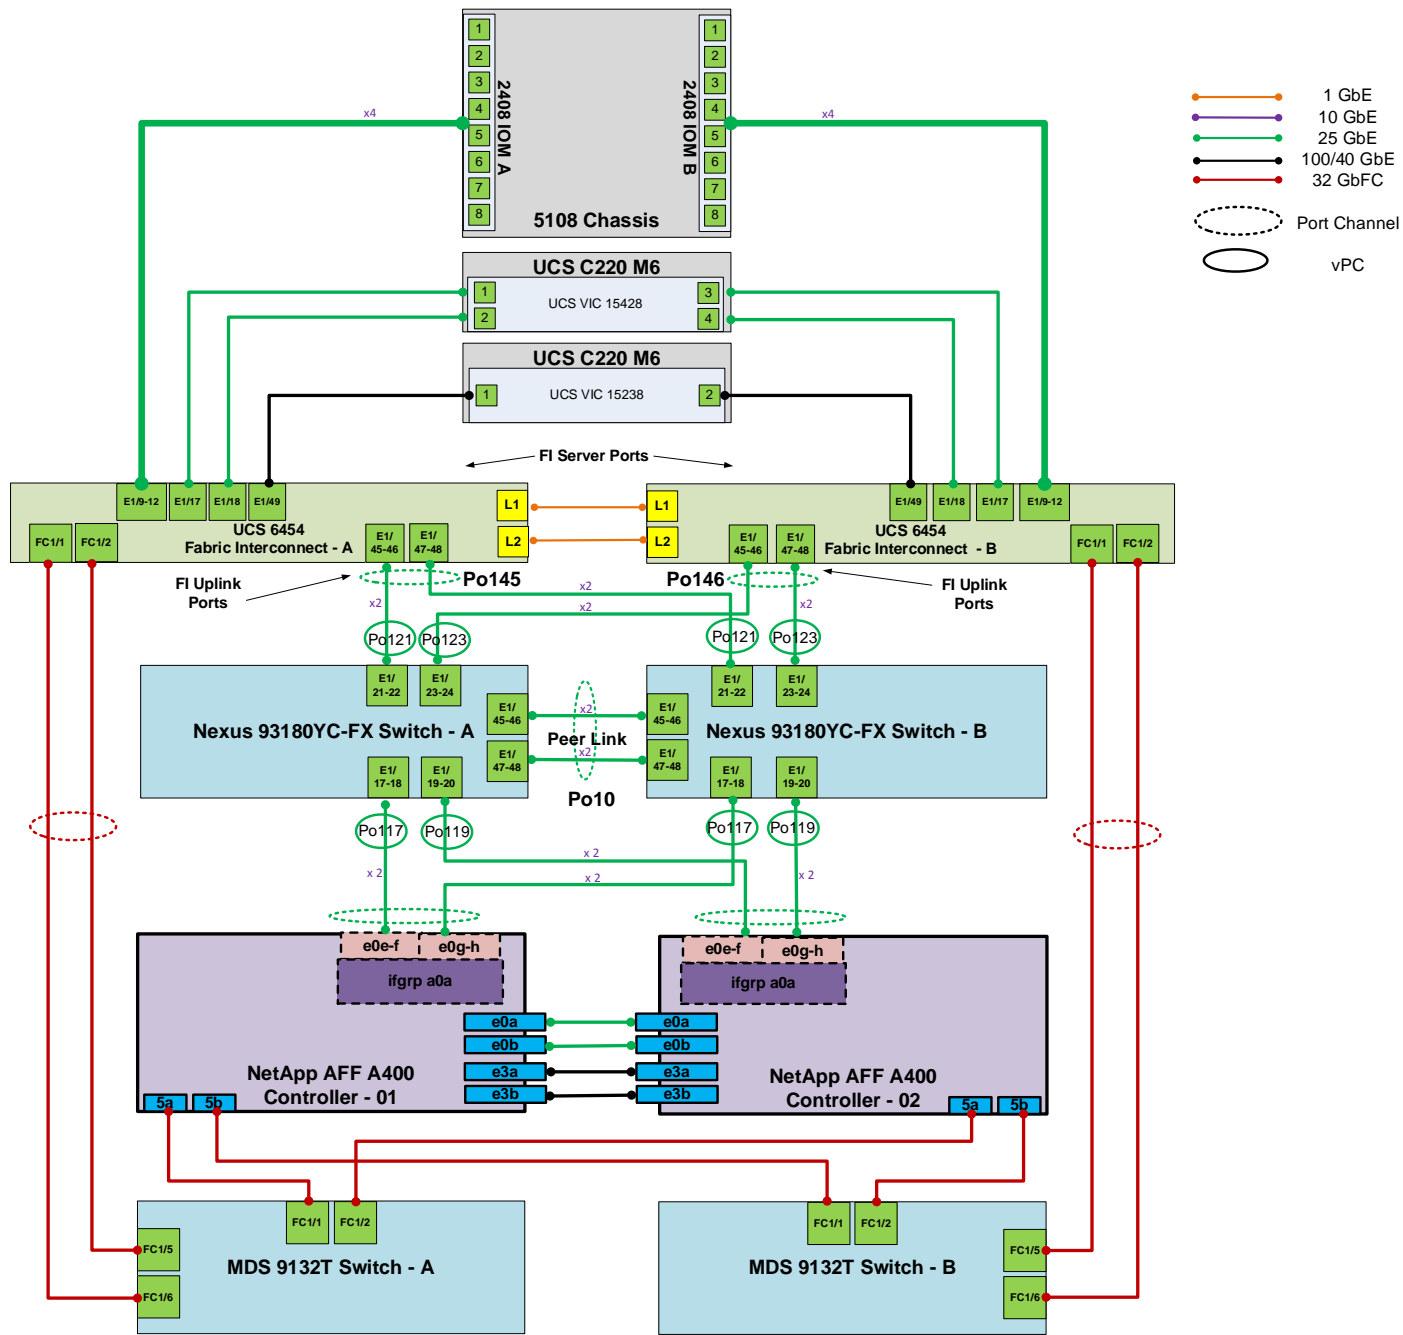 1
2
3
4
5
6
7
8
2408 IOM A
1
2
3
4
5
6
7
8
2408 IOM B
5108 Chassis
x4
x4
1 GbE
10 GbE
25 GbE
100/40 GbE
32 GbFC
Port Channel
vPC
UCS C220 M6
UCS VIC 15428
1
2
3
4
UCS C220 M6
UCS VIC 15238
1
2
FI Server Ports
E1/9-12
E1/17
E1/18
E1/49
FC1/1
FC1/2
UCS 6454
Fabric Interconnect - A
E1/
45-46
E1/
47-48
L1
L2
L1
L2
E1/49
E1/18
E1/17
E1/9-12
E1/
45-46
E1/
47-48
UCS 6454
Fabric Interconnect - B
FC1/1
FC1/2
FI Uplink
Ports
Po145
Po146
FI Uplink
Ports
x2
x2
x2
x2
Po121
Po123
Po121
Po123
E1/
21-22
E1/
23-24
E1/
45-46
E1/
47-48
Nexus 93180YC-FX Switch - A
E1/
17-18
E1/
19-20
x2
Peer Link
x2
Po10
E1/
21-22
E1/
23-24
E1/
45-46
E1/
47-48
Nexus 93180YC-FX Switch - B
E1/
17-18
E1/
19-20
Po117
Po119
Po117
Po119
x 2
x 2
x 2
x 2
e0e-f
e0g-h
ifgrp a0a
e0e-f
e0g-h
ifgrp a0a
e0a
e0b
e3a
e3b
e0a
e0b
e3a
e3b
NetApp AFF A400
Controller - 01
NetApp AFF A400
Controller - 02
5a
5b
5a
5b
FC1/1
FC1/2
FC1/5
FC1/6
MDS 9132T Switch - A
FC1/1
FC1/2
FC1/5
FC1/6
MDS 9132T Switch - B